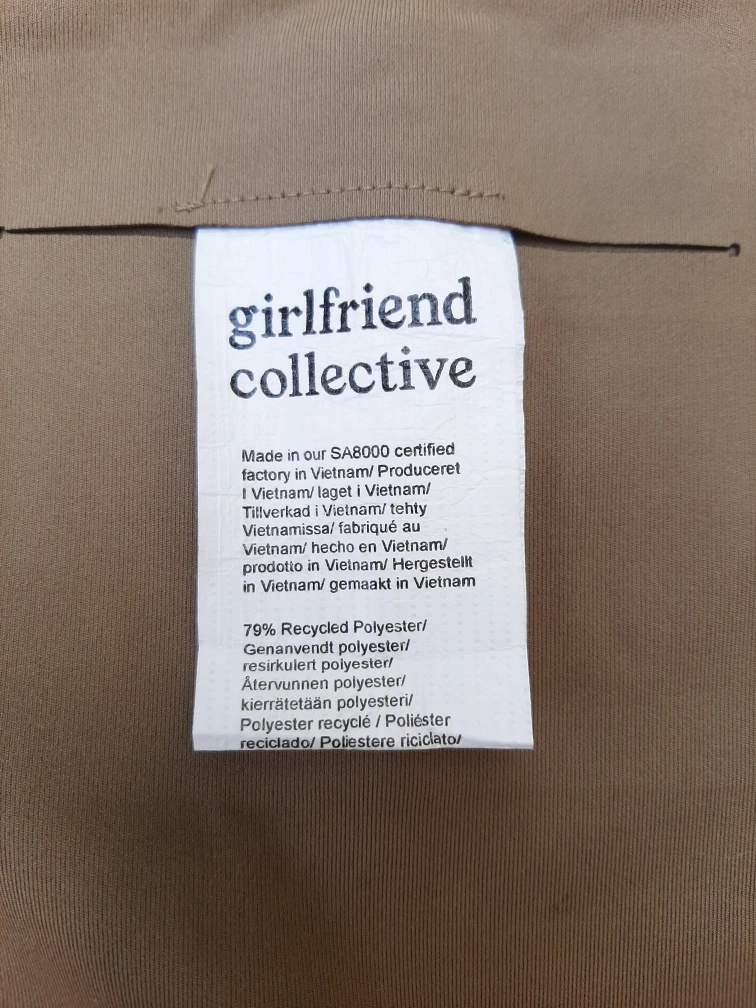 girlfriend
collective
Made in our SA8000 certified
factory in Vietnam/ Produceret
I Vietnam/ laget i Vietnam/
Tillverkad i Vietnam/ tehty
Vietnamissa/ fabriqué au
Vietnam/ hecho en Vietnam/
prodotto in Vietnam/ Hergestellt
in Vietnam/ gemaakt in Vietnam
79% Recycled Polyester/
Genanvendt polyester/
resirkulert polyester/
Återvunnen polyester/
kierrätetään polyesteri/
Polyester recyclé / Poliéster
reciclado/ Poliestere riciclato/